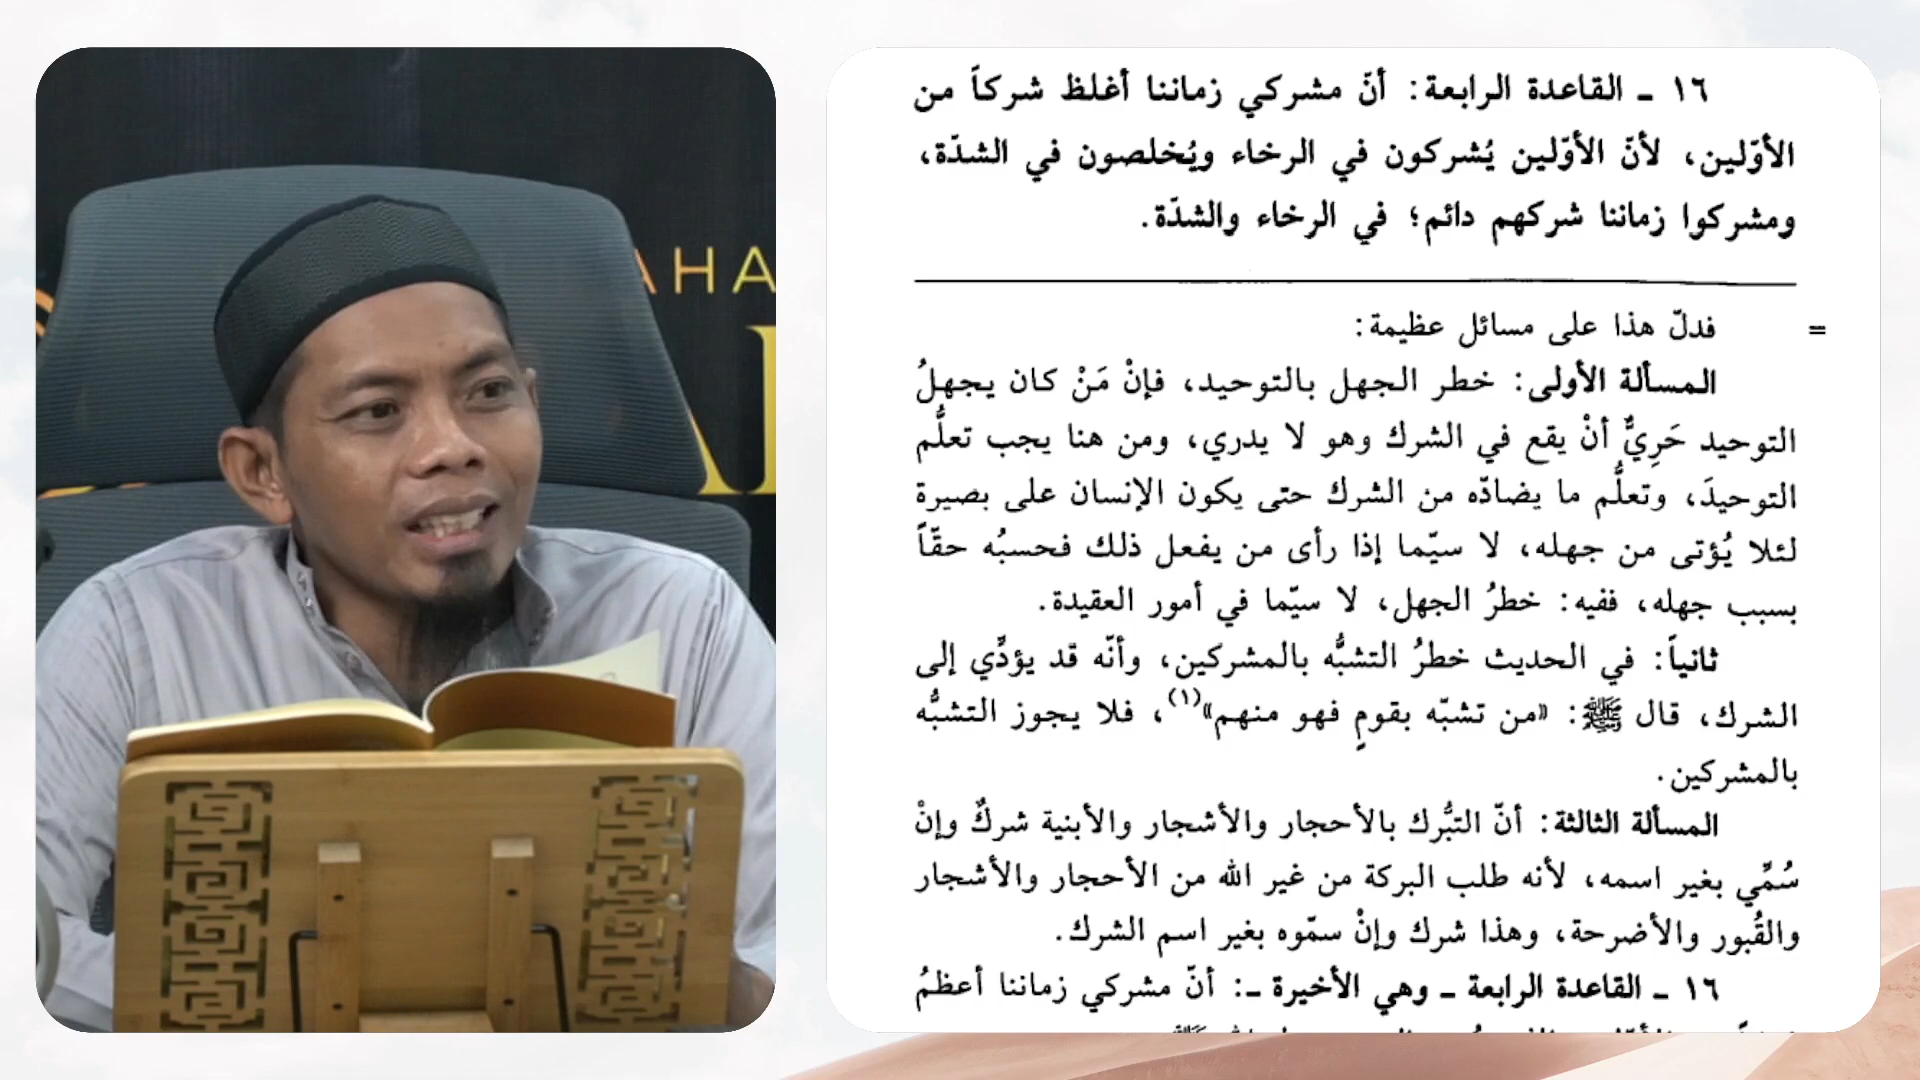 AHA
١٦ ـ القاعدة الرابعة: أنّ مشركي زماننا أغلظ شركاً من
الأوّلين، لأنّ الأوّلين يُشركون في الرخاء ويُخلصون في الشدّة،
ومشركوا زماننا شركهم دائم؛ في الرخاء والشدّة.
= فدلّ هذا على مسائل عظيمة:
المسألة الأولى: خطر الجهل بالتوحيد، فإنْ مَنْ كان يجهلُ
التوحيد حَرِيٌّ أنْ يقع في الشرك وهو لا يدري، ومن هنا يجب تعلُّم
التوحيدَ، وتعلُّم ما يضادّه من الشرك حتى يكون الإنسان على بصيرة
لئلا يُؤتى من جهله، لا سيّما إذا رأى من يفعل ذلك فحسبُه حقّاً
بسبب جهله، ففيه: خطرُ الجهل، لا سيّما في أمور العقيدة.
ثانياً: في الحديث خطرُ التشبُّه بالمشركين، وأنّه قد يؤدِّي إلى
الشرك، قال ﷺ: «من تشبّه بقومٍ فهو منهم»(١)، فلا يجوز التشبُّه
بالمشركين.
المسألة الثالثة: أنّ التبُّرك بالأحجار والأشجار والأبنية شركٌ وإنْ
سُمِّي بغير اسمه، لأنه طلب البركة من غير الله من الأحجار والأشجار
والقُبور والأضرحة، وهذا شرك وإنْ سمّوه بغير اسم الشرك.
١٦ ـ القاعدة الرابعة ـ وهي الأخيرة ـ: أنّ مشركي زماننا أعظمُ